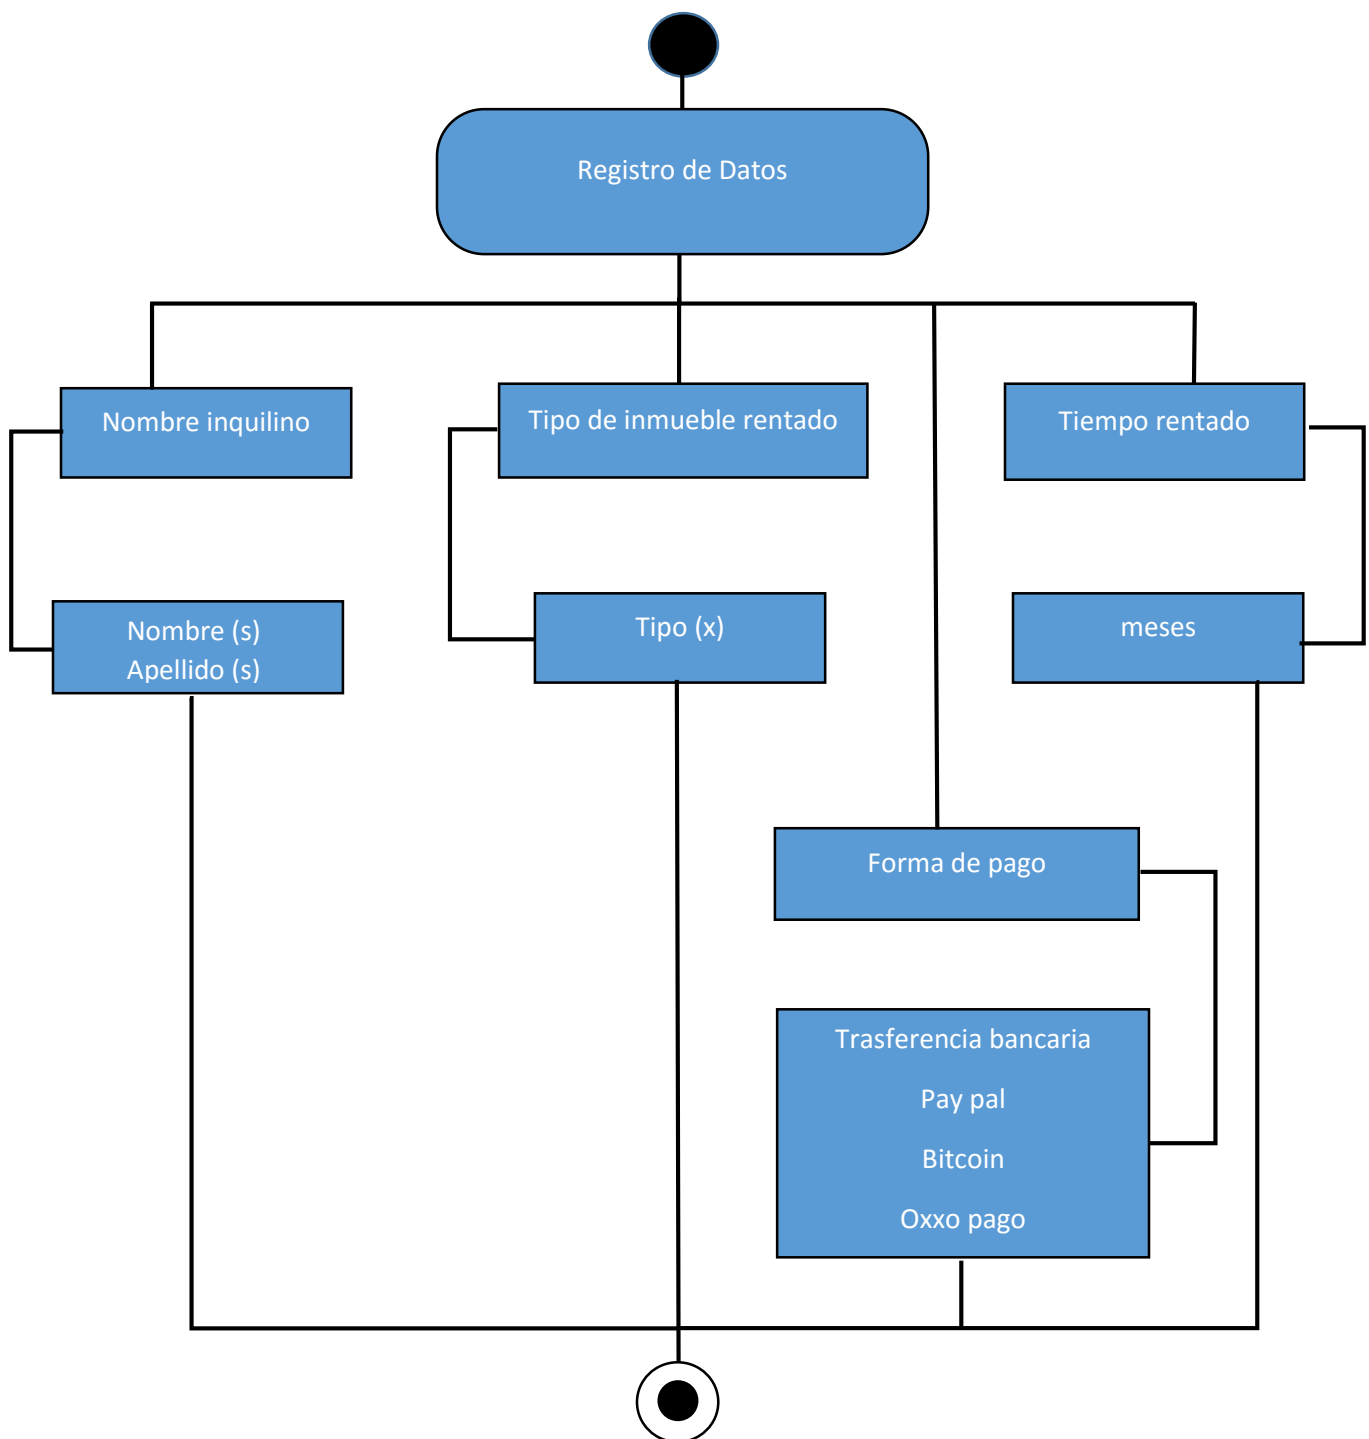 Registro de Datos
Nombre inquilino
Tipo de inmueble rentado
Tiempo rentado
Nombre (s)
Apellido (s)
Tipo (x)
meses
Forma de pago
Trasferencia bancaria
Pay pal
Bitcoin
Oxxo pago